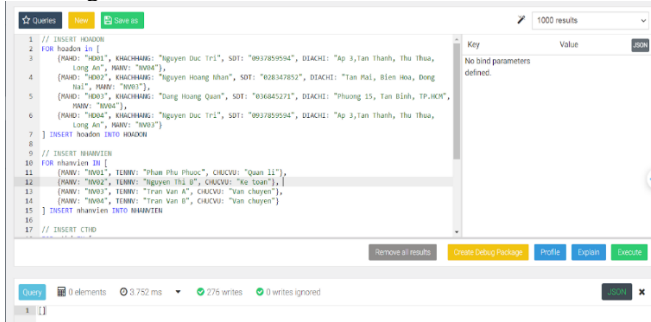 Queries New Save as 1000 results
1 // INSERT HOADON
2 FOR hoadon in [
3 {MAHD: "HD01", KHACHHANG: "Nguyen Duc Tri", SDT: "0937859594", DIACHI: "Ap 3,Tan Thanh, Thu Thua,
Long An", MANV: "NV04"},
4 {MAHD: "HD02", KHACHHANG: "Nguyen Hoang Nhan", SDT: "028347852", DIACHI: "Tan Mai, Bien Hoa, Dong
Nai", MANV: "NV03"},
5 {MAHD: "HD03", KHACHHANG: "Dang Hoang Quan", SDT: "036845271", DIACHI: "Phuong 15, Tan Binh, TP.HCM",
MANV: "NV04"},
6 {MAHD: "HD04", KHACHHANG: "Nguyen Duc Tri", SDT: "0937859594", DIACHI: "Ap 3,Tan Thanh, Thu Thua,
Long An", MANV: "NV03"}
7 ] INSERT hoadon INTO HOADON
8
9 // INSERT NHANVIEN
10 FOR nhanvien IN [
11 {MANV: "NV01", TENNV: "Pham Phu Phuoc", CHUCVU: "Quan li"},
12 {MANV: "NV02", TENNV: "Nguyen Thi B", CHUCVU: "Ke toan"},
13 {MANV: "NV03", TENNV: "Tran Van A", CHUCVU: "Van chuyen"},
14 {MANV: "NV04", TENNV: "Tran Van B", CHUCVU: "Van chuyen"}
15 ] INSERT nhanvien INTO NHANVIEN
16
17 // INSERT CTHD
Key Value JSON
No bind parameters
defined.
Remove all results Create Debug Package Profile Explain Execute
Query 0 elements 3.752 ms 276 writes 0 writes ignored JSON
1 []